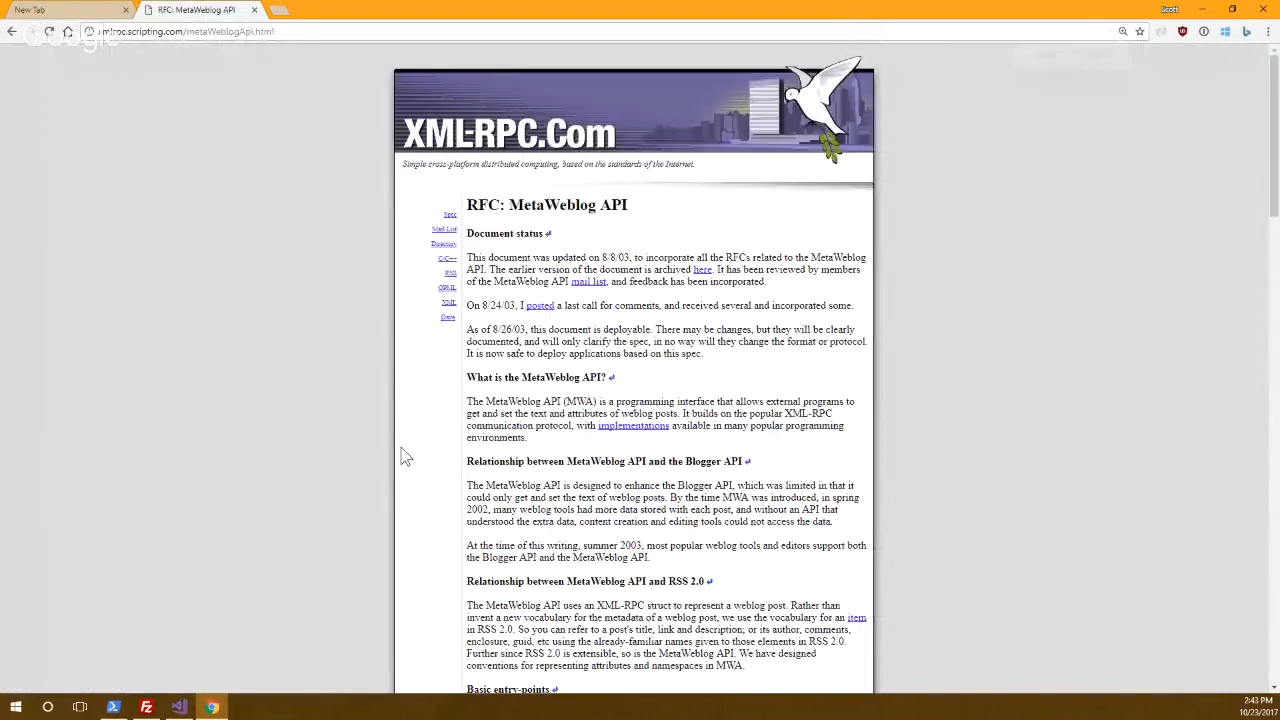 New Tab
RFC: MetaWeblog API
Scott
xmlrpc.scripting.com/metaWeblogApi.html
Google
XML-RPC.Com
Simple cross-platform distributed computing, based on the standards of the Internet.
Spec
Mail List
Directory
C/C++
RSS
OPML
XML
Dave
RFC: MetaWeblog API
Document status
This document was updated on 8/8/03, to incorporate all the RFCs related to the MetaWeblog
API. The earlier version of the document is archived here. It has been reviewed by members
of the MetaWeblog API mail list, and feedback has been incorporated.
On 8/24/03, I posted a last call for comments, and received several and incorporated some.
As of 8/26/03, this document is deployable. There may be changes, but they will be clearly
documented, and will only clarify the spec, in no way will they change the format or protocol.
It is now safe to deploy applications based on this spec.
What is the MetaWeblog API?
The MetaWeblog API (MWA) is a programming interface that allows external programs to
get and set the text and attributes of weblog posts. It builds on the popular XML-RPC
communication protocol, with implementations available in many popular programming
environments.
Relationship between MetaWeblog API and the Blogger API
The MetaWeblog API is designed to enhance the Blogger API, which was limited in that it
could only get and set the text of weblog posts. By the time MWA was introduced, in spring
2002, many weblog tools had more data stored with each post, and without an API that
understood the extra data, content creation and editing tools could not access the data.
At the time of this writing, summer 2003, most popular weblog tools and editors support both
the Blogger API and the MetaWeblog API.
Relationship between MetaWeblog API and RSS 2.0
The MetaWeblog API uses an XML-RPC struct to represent a weblog post. Rather than
invent a new vocabulary for the metadata of a weblog post, we use the vocabulary for an item
in RSS 2.0. So you can refer to a post's title, link and description; or its author, comments,
enclosure, guid, etc using the already-familiar names given to those elements in RSS 2.0.
Further since RSS 2.0 is extensible, so is the MetaWeblog API. We have designed
conventions for representing attributes and namespaces in MWA.
Basic entry-points
2:43 PM
10/23/2017